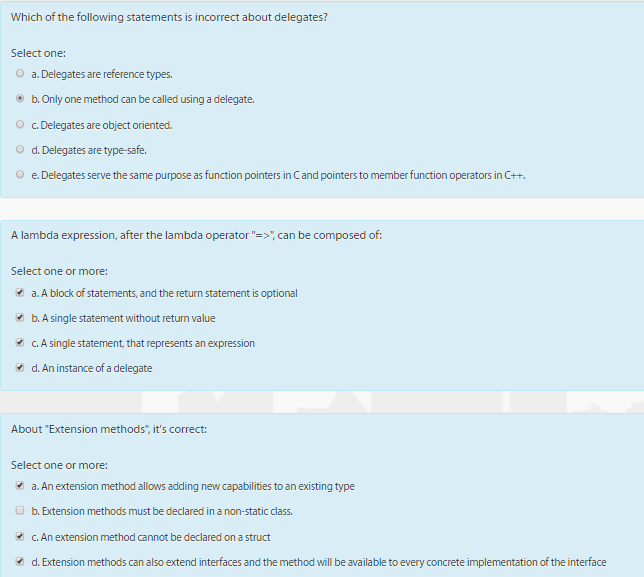 Which of the following statements is incorrect about delegates?
Select one:
a. Delegates are reference types.
b. Only one method can be called using a delegate.
c. Delegates are object oriented.
d. Delegates are type-safe.
e. Delegates serve the same purpose as function pointers in C and pointers to member function operators in C++.
A lambda expression, after the lambda operator "=>", can be composed of:
Select one or more:
a. A block of statements, and the return statement is optional
b. A single statement without return value
c. A single statement, that represents an expression
d. An instance of a delegate
About "Extension methods", it's correct:
Select one or more:
a. An extension method allows adding new capabilities to an existing type
b. Extension methods must be declared in a non-static class.
c. An extension method cannot be declared on a struct
d. Extension methods can also extend interfaces and the method will be available to every concrete implementation of the interface